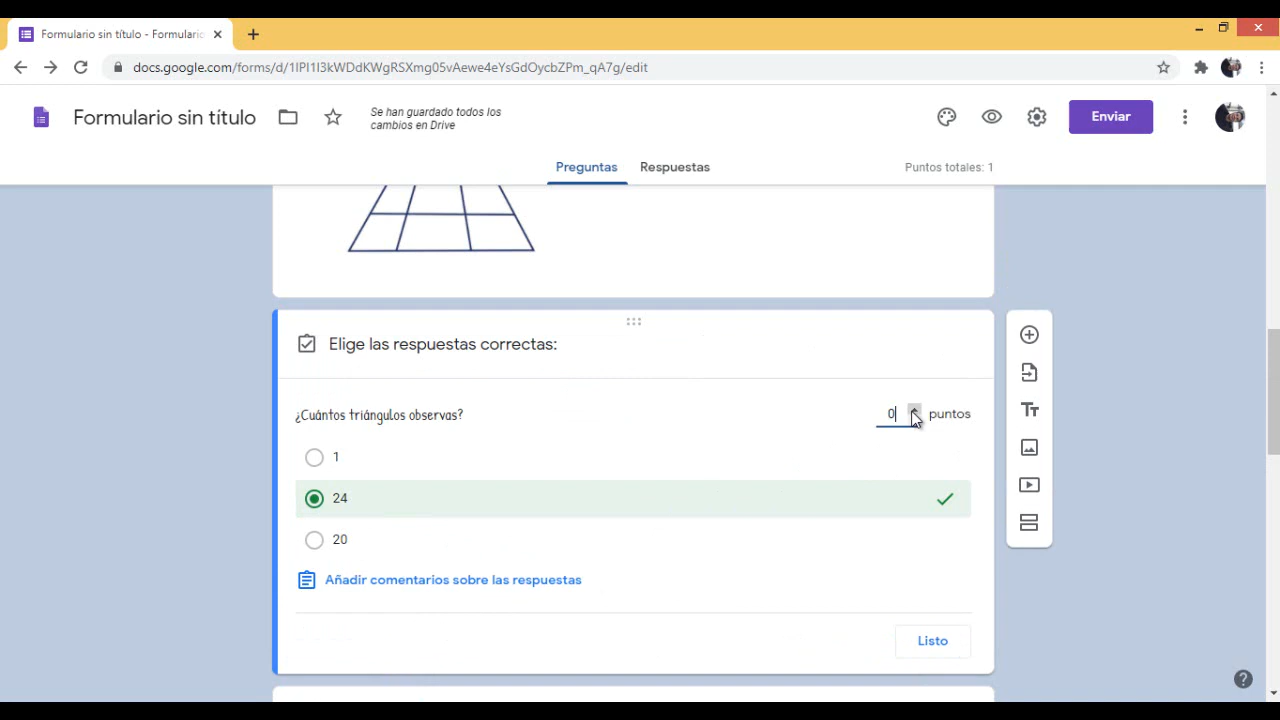 Formulario sin título - Formulario
docs.google.com/forms/d/1IPI1I3kWDdKWgRSXmg05vAewe4eYsGdOycbZPm_qA7g/edit
Formulario sin título
Se han guardado todos los
cambios en Drive
Enviar
Preguntas
Respuestas
Puntos totales: 1
Elige las respuestas correctas:
¿Cuántos triángulos observas?
0 puntos
1
24
20
Añadir comentarios sobre las respuestas
Listo